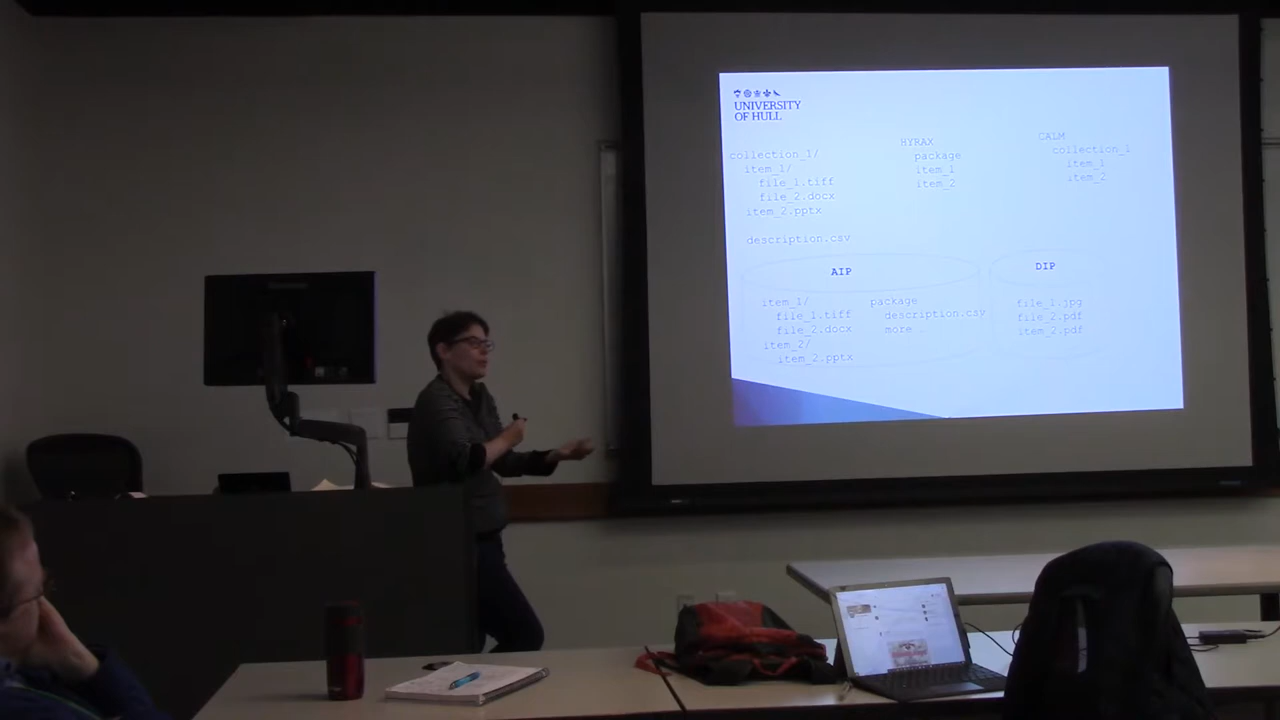 UNIVERSITY
OF HULL
collection_1/
item_1/
file_1.tiff
file_2.docx
item_2.pptx
description.csv
HYRAX
package
item_1
item_2
CALM
collection_1
item_1
item_2
AIP
item_1/
file_1.tiff
file_2.docx
item_2/
item_2.pptx
package
description.csv
more
DIP
file_1.jpg
file_2.pdf
item_2.pdf